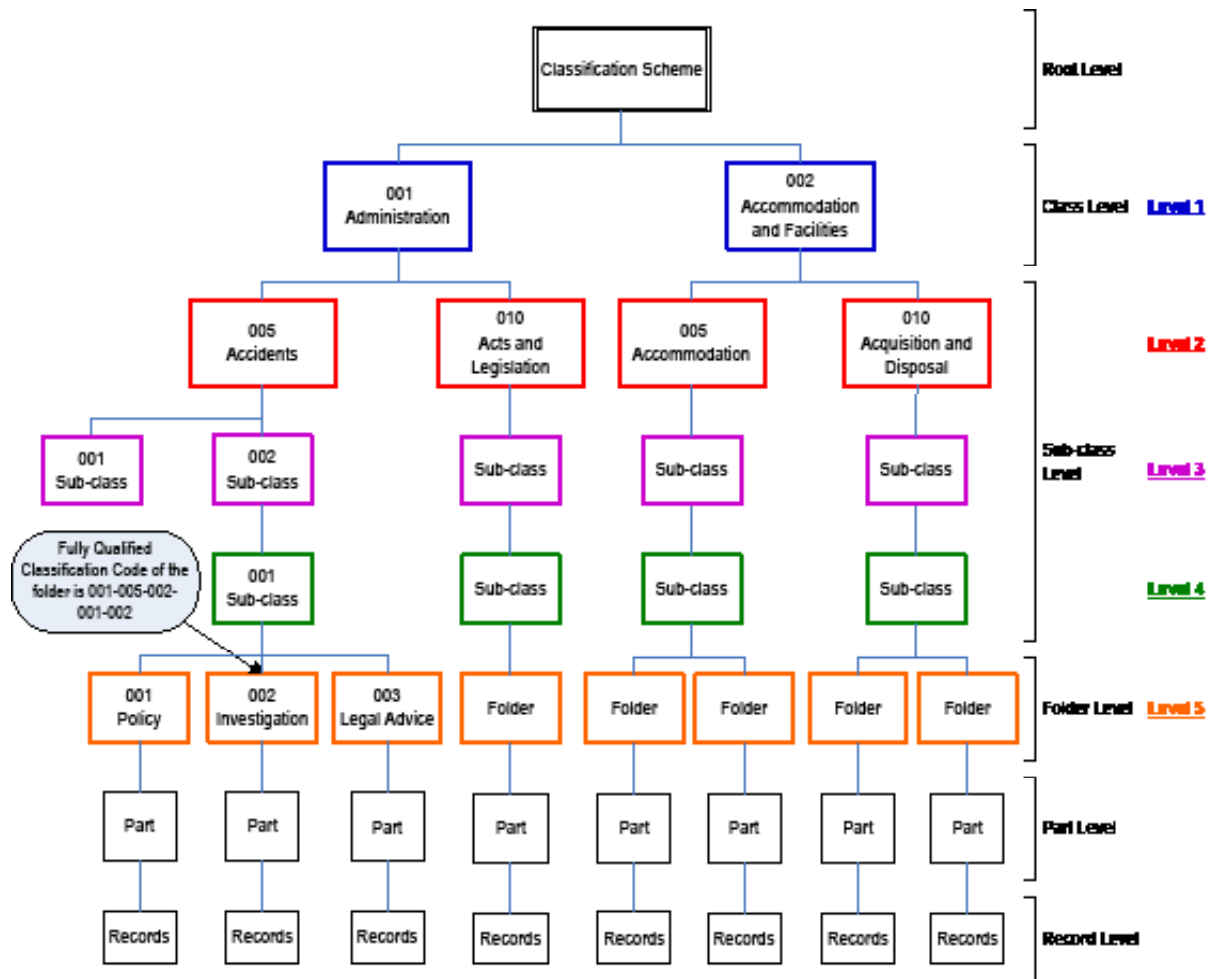 Classification Scheme
Root Level
001
Administration
002
Accommodation
and Facilities
Class Level
Level 1
005
Accidents
010
Acts and
Legislation
005
Accommodation
010
Acquisition and
Disposal
Level 2
001
Sub-class
002
Sub-class
Sub-class
Sub-class
Sub-class
Sub-class
Level
Level 3
Fully Qualified
Classification Code of the
folder is 001-005-002-
001-002
001
Sub-class
Sub-class
Sub-class
Sub-class
Level 4
001
Policy
002
Investigation
003
Legal Advice
Folder
Folder
Folder
Folder
Folder
Folder Level
Level 5
Part
Part
Part
Part
Part
Part
Part
Part
Part Level
Records
Records
Records
Records
Records
Records
Records
Records
Record Level